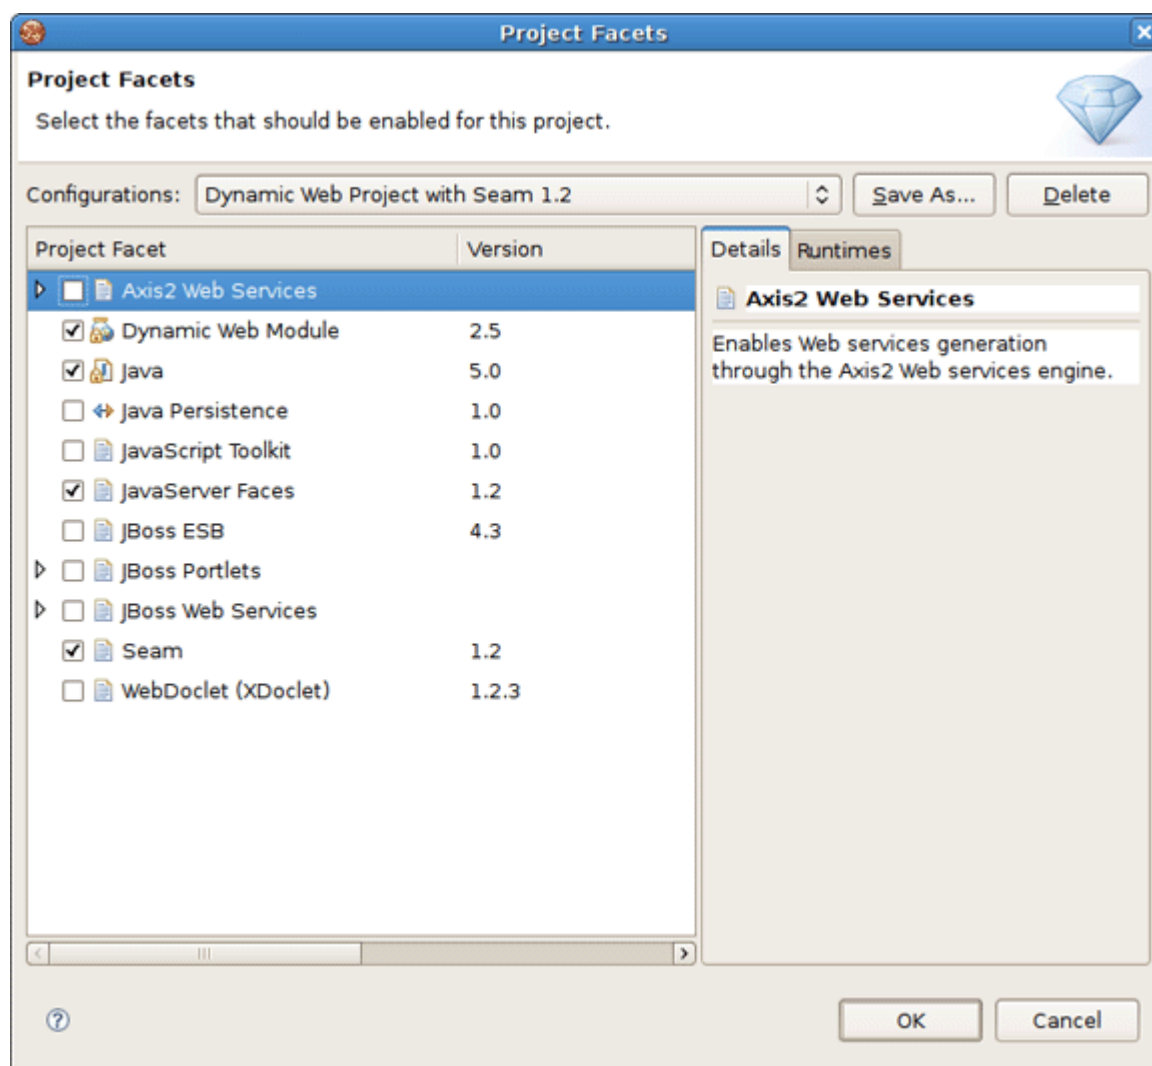 Project Facets
Project Facets
Select the facets that should be enabled for this project.
Configurations: Dynamic Web Project with Seam 1.2 Save As... Delete
Project Facet Version
Details Runtimes
Axis2 Web Services
Axis2 Web Services
Enables Web services generation
through the Axis2 Web services engine.
Dynamic Web Module 2.5
Java 5.0
Java Persistence 1.0
JavaScript Toolkit 1.0
JavaServer Faces 1.2
JBoss ESB 4.3
JBoss Portlets
JBoss Web Services
Seam 1.2
WebDoclet (XDoclet) 1.2.3
OK Cancel